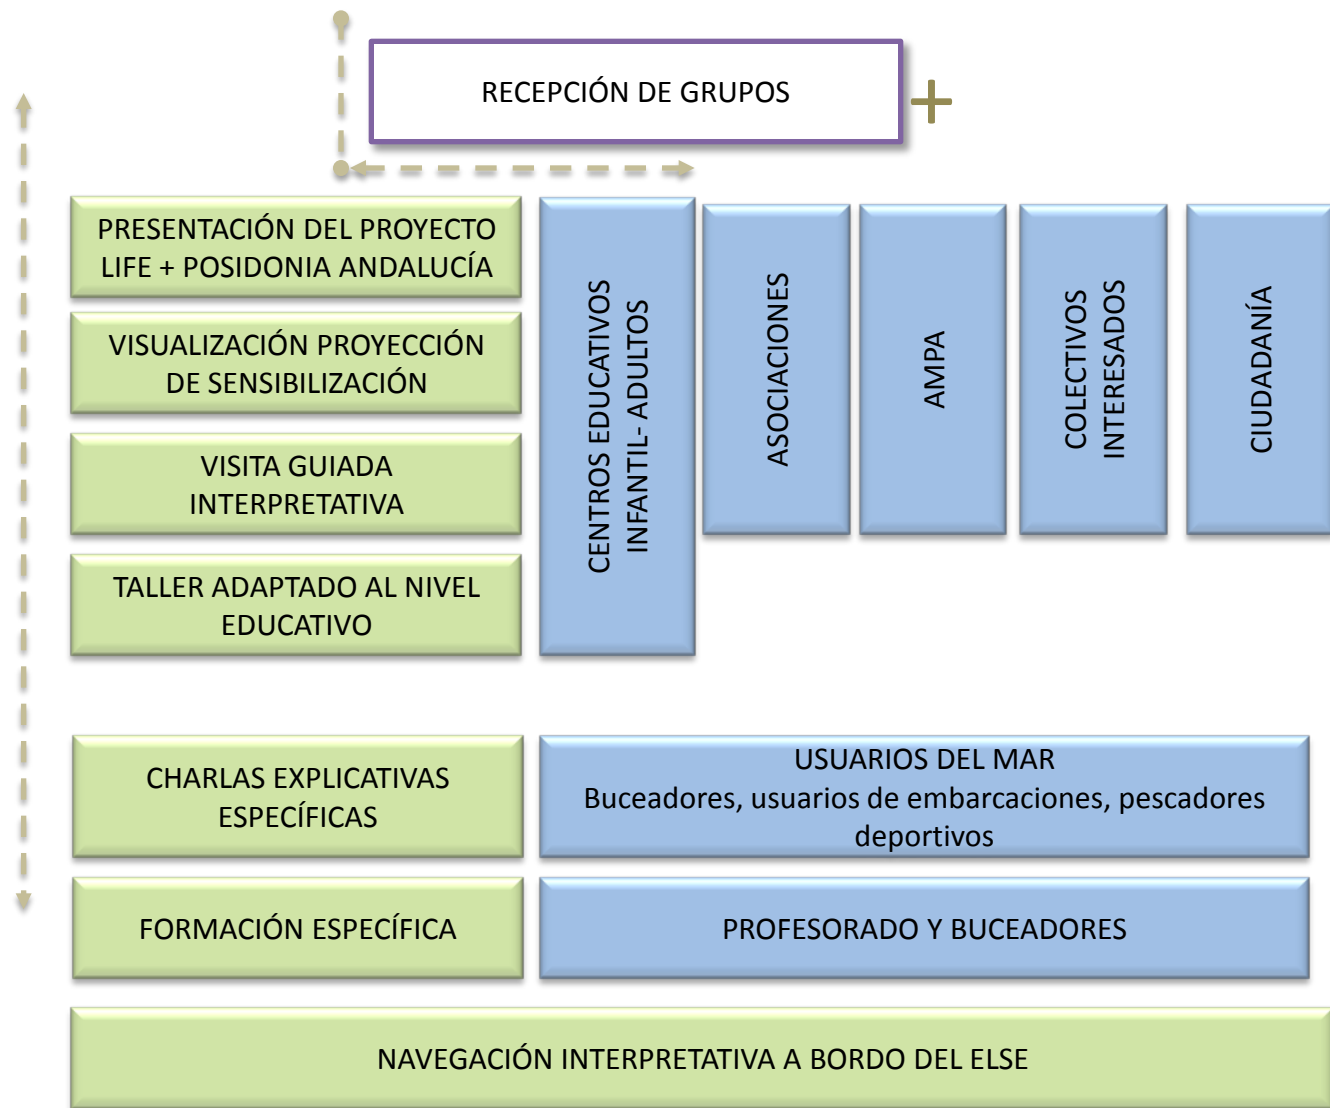 RECEPCIÓN DE GRUPOS
PRESENTACIÓN DEL PROYECTO
LIFE + POSIDONIA ANDALUCÍA
VISUALIZACIÓN PROYECCIÓN
DE SENSIBILIZACIÓN
VISITA GUIADA
INTERPRETATIVA
TALLER ADAPTADO AL NIVEL
EDUCATIVO
CENTROS EDUCATIVOS
INFANTIL- ADULTOS
ASOCIACIONES
AMPA
COLECTIVOS
INTERESADOS
CIUDADANÍA
CHARLAS EXPLICATIVAS
ESPECÍFICAS
USUARIOS DEL MAR
Buceadores, usuarios de embarcaciones, pescadores
deportivos
FORMACIÓN ESPECÍFICA
PROFESORADO Y BUCEADORES
NAVEGACIÓN INTERPRETATIVA A BORDO DEL ELSE